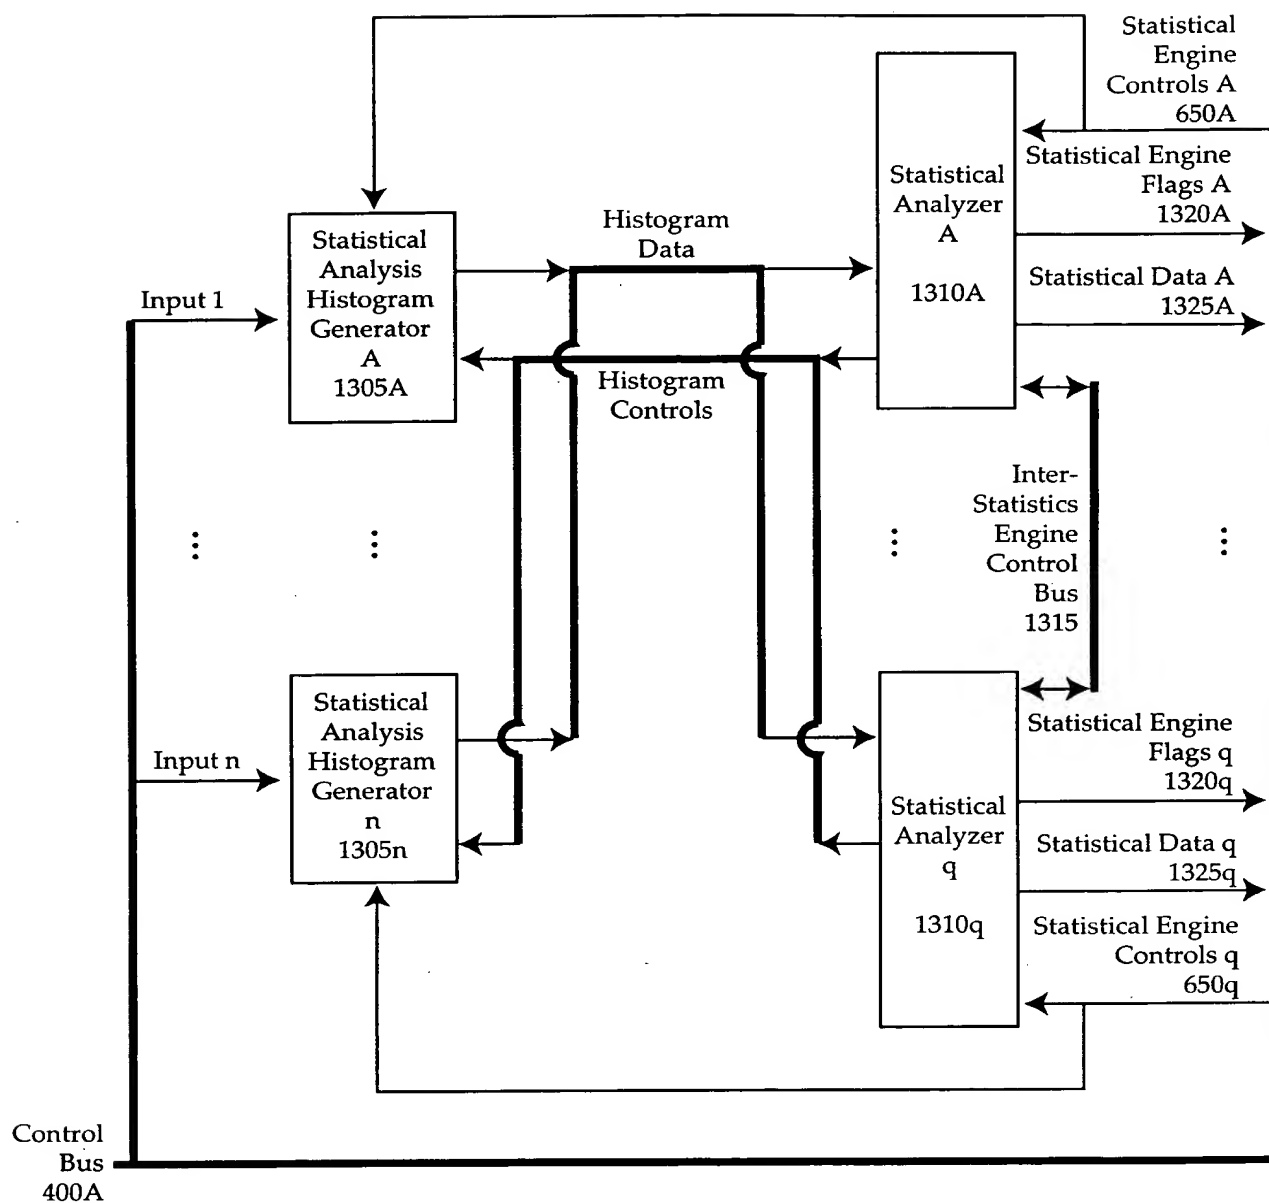 Statistical
Engine
Controls A
650A
Statistical Engine
Flags A
1320A
Statistical Data A
1325A
Statistical
Analyzer
A
1310A
Histogram
Data
Statistical
Analysis
Histogram
Generator
A
1305A
Input 1
Histogram
Controls
Inter-
Statistics
Engine
Control
Bus
1315
Statistical
Analysis
Histogram
Generator
n
1305n
Input n
Statistical
Analyzer
q
1310q
Statistical Engine
Flags q
1320q
Statistical Data q
1325q
Statistical Engine
Controls q
650q
Control
Bus
400A